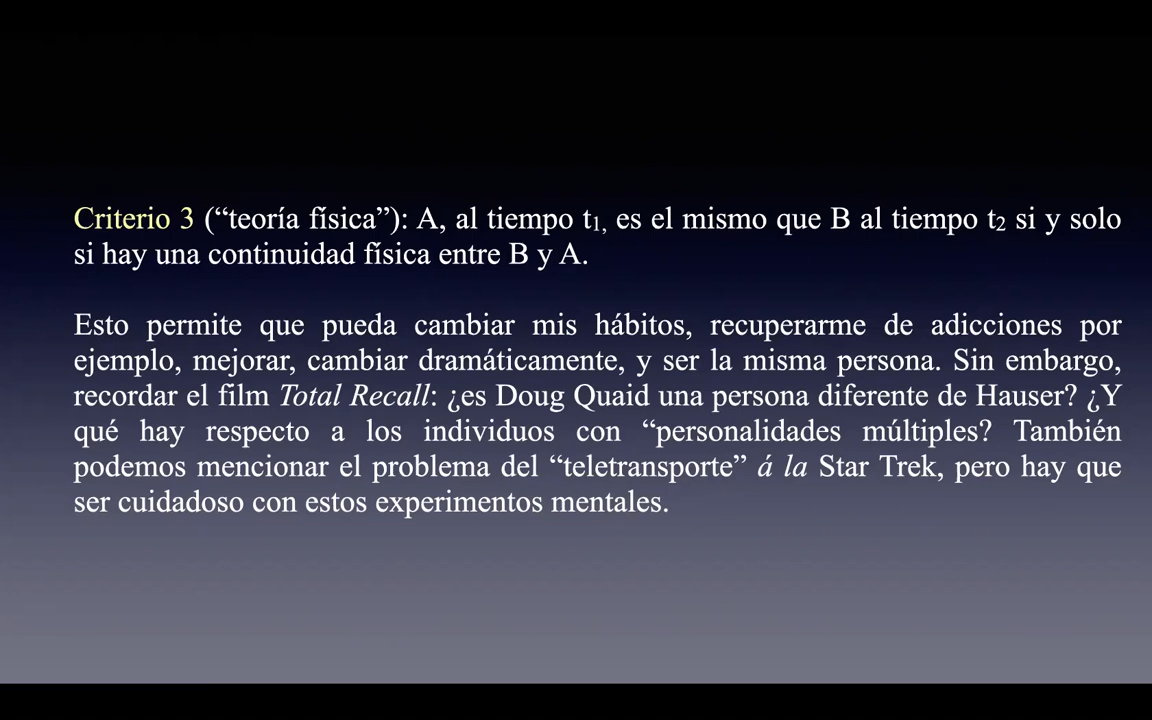 Criterio 3 (“teoría física”): A, al tiempo t₁, es el mismo que B al tiempo t₂ si y solo
si hay una continuidad física entre B y A.
Esto permite que pueda cambiar mis hábitos, recuperarme de adicciones por
ejemplo, mejorar, cambiar dramáticamente, y ser la misma persona. Sin embargo,
recordar el film Total Recall: ¿es Doug Quaid una persona diferente de Hauser? ¿Y
qué hay respecto a los individuos con “personalidades múltiples? También
podemos mencionar el problema del “teletransporte” á la Star Trek, pero hay que
ser cuidadoso con estos experimentos mentales.